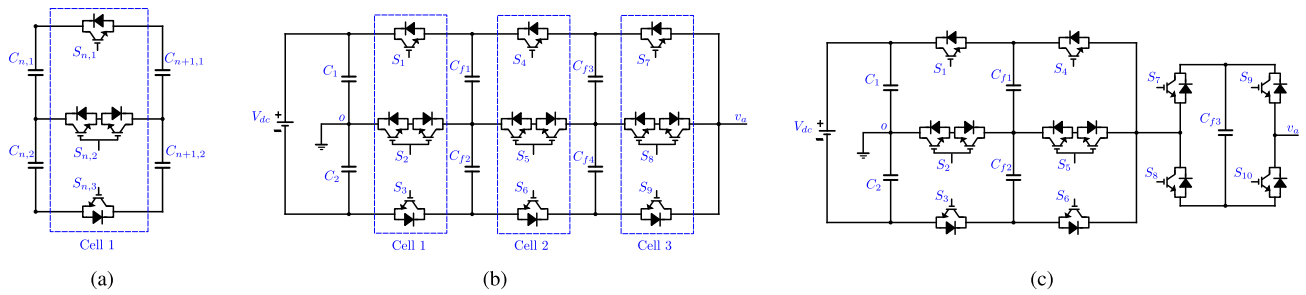 S_{n,1}
C_{n,1} C_{n+1,1}
S_{n,2}
C_{n,2} C_{n+1,2}
S_{n,3}
Cell 1
(a)
S_1 S_4 S_7
C_1 C_{f1} C_{f3}
V_{dc} + - o v_a
S_2 S_5 S_8
C_2 C_{f2} C_{f4}
S_3 S_6 S_9
Cell 1 Cell 2 Cell 3
(b)
S_1 S_4
C_1 C_{f1} S_7 S_9
V_{dc} + - o C_{f3} v_a
S_2 S_5
C_2 C_{f2} S_8 S_{10}
S_3 S_6
(c)